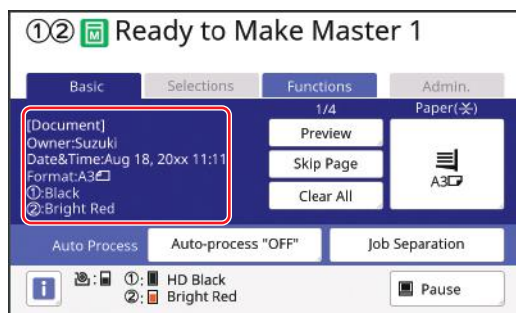 ①② Ready to Make Master 1
Basic Selections Functions Admin.
1/4 Paper(
[Document]
Owner:Suzuki
Date&Time:Aug 18, 20xx 11:11
Format:A3
①:Black
②:Bright Red
Preview
Skip Page
Clear All
A3
Auto Process Auto-process "OFF" Job Separation
i
: ①: HD Black
②: Bright Red
Pause